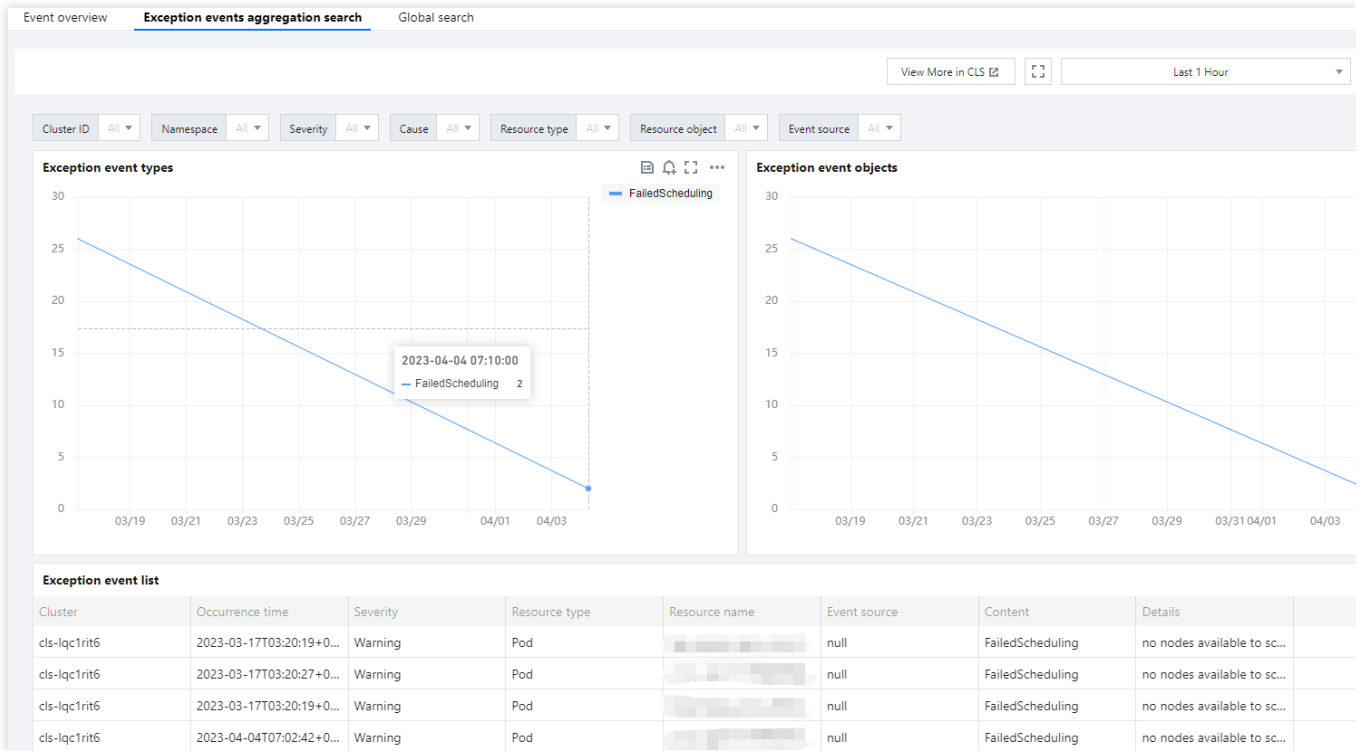 Event overview Exception events aggregation search Global search
View More in CLS Last 1 Hour
Cluster ID All Namespace All Severity All Cause All Resource type All Resource object All Event source All
Exception event types
FailedScheduling
30
25
20
15
10
5
0
03/19 03/21 03/23 03/25 03/27 03/29 04/01 04/03
2023-04-04 07:10:00
FailedScheduling 2
Exception event objects
30
25
20
15
10
5
0
03/19 03/21 03/23 03/25 03/27 03/29 03/31 04/01 04/03
Exception event list
Cluster Occurrence time Severity Resource type Resource name Event source Content Details
cls-lqc1rit6 2023-03-17T03:20:19+0... Warning Pod null FailedScheduling no nodes available to sc...
cls-lqc1rit6 2023-03-17T03:20:27+0... Warning Pod null FailedScheduling no nodes available to sc...
cls-lqc1rit6 2023-03-17T03:20:19+0... Warning Pod null FailedScheduling no nodes available to sc...
cls-lqc1rit6 2023-04-04T07:02:42+0... Warning Pod null FailedScheduling no nodes available to sc...